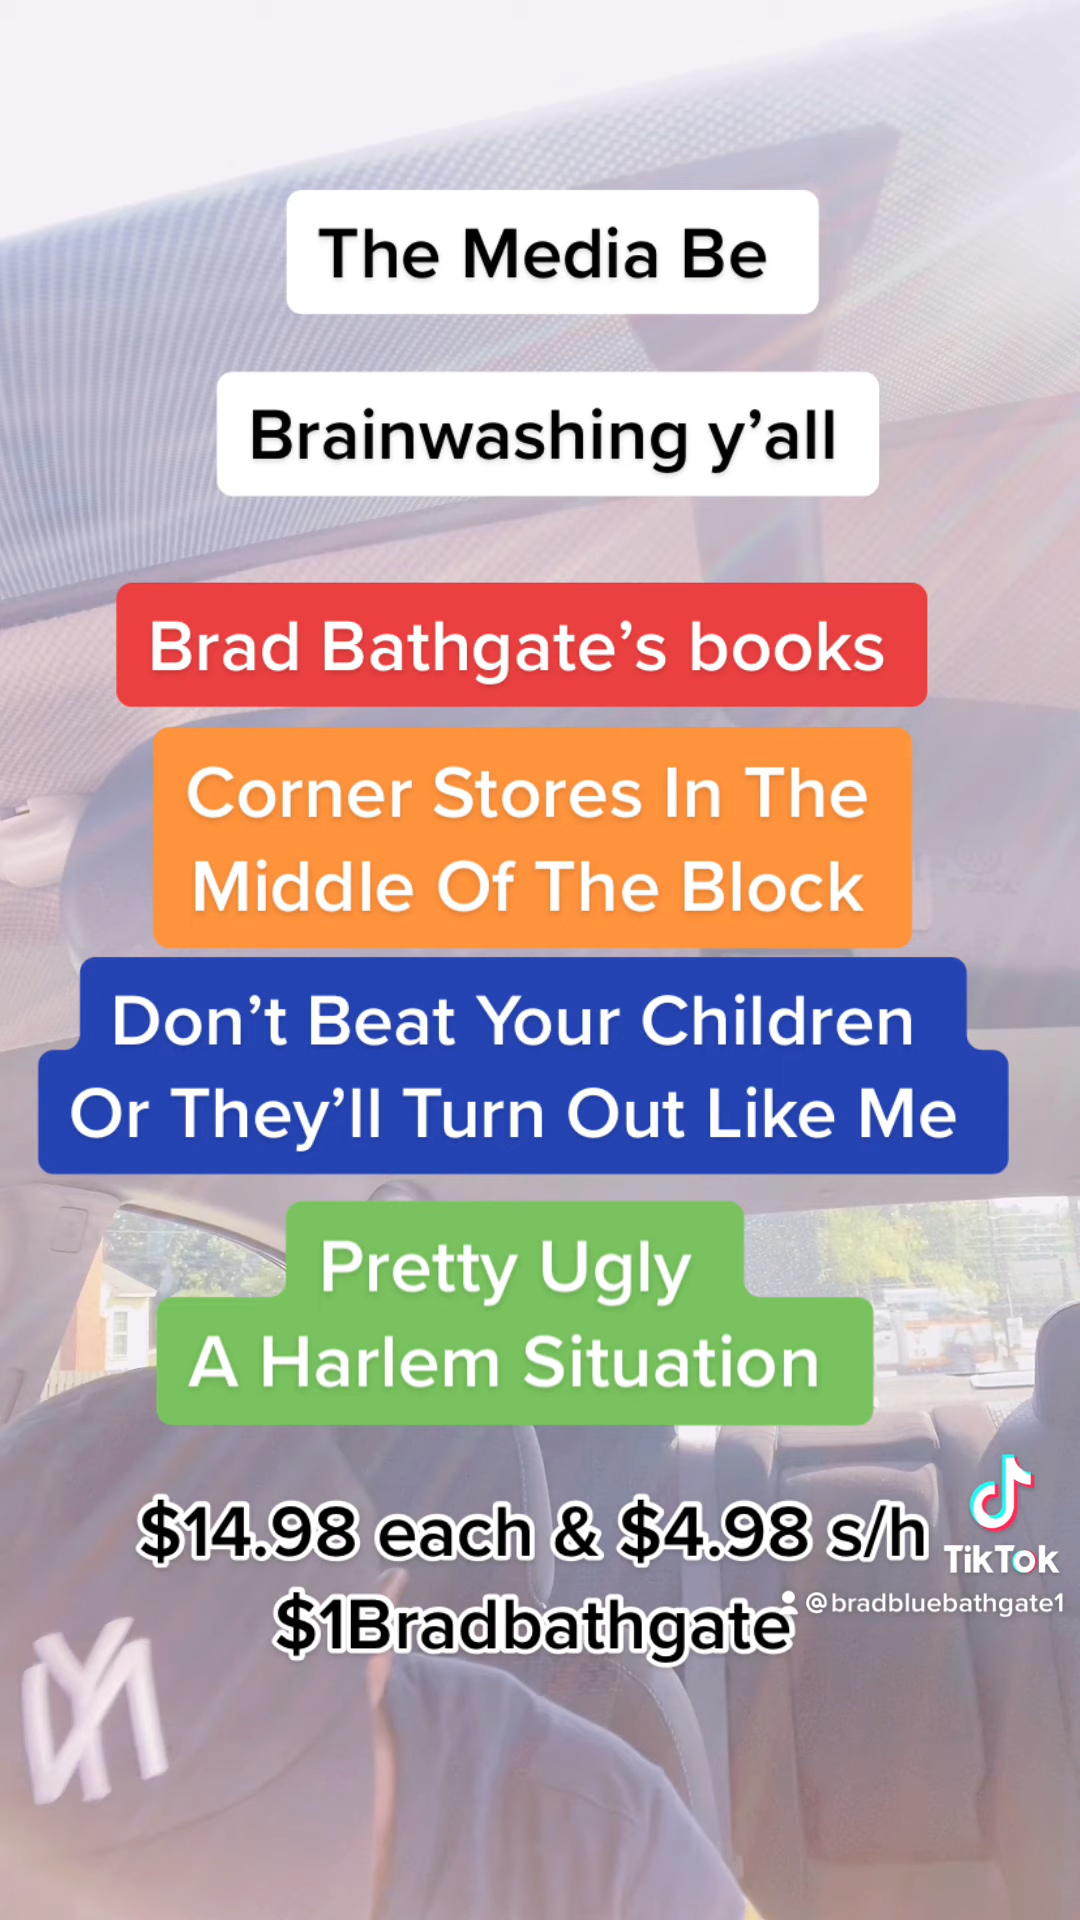 The Media Be
Brainwashing y’all
Brad Bathgate’s books
Corner Stores In The
Middle Of The Block
Don’t Beat Your Children
Or They’ll Turn Out Like Me
Pretty Ugly
A Harlem Situation
$14.98 each & $4.98 s/h
$1Bradbathgate
TikTok
@bradbluebathgate1
NY